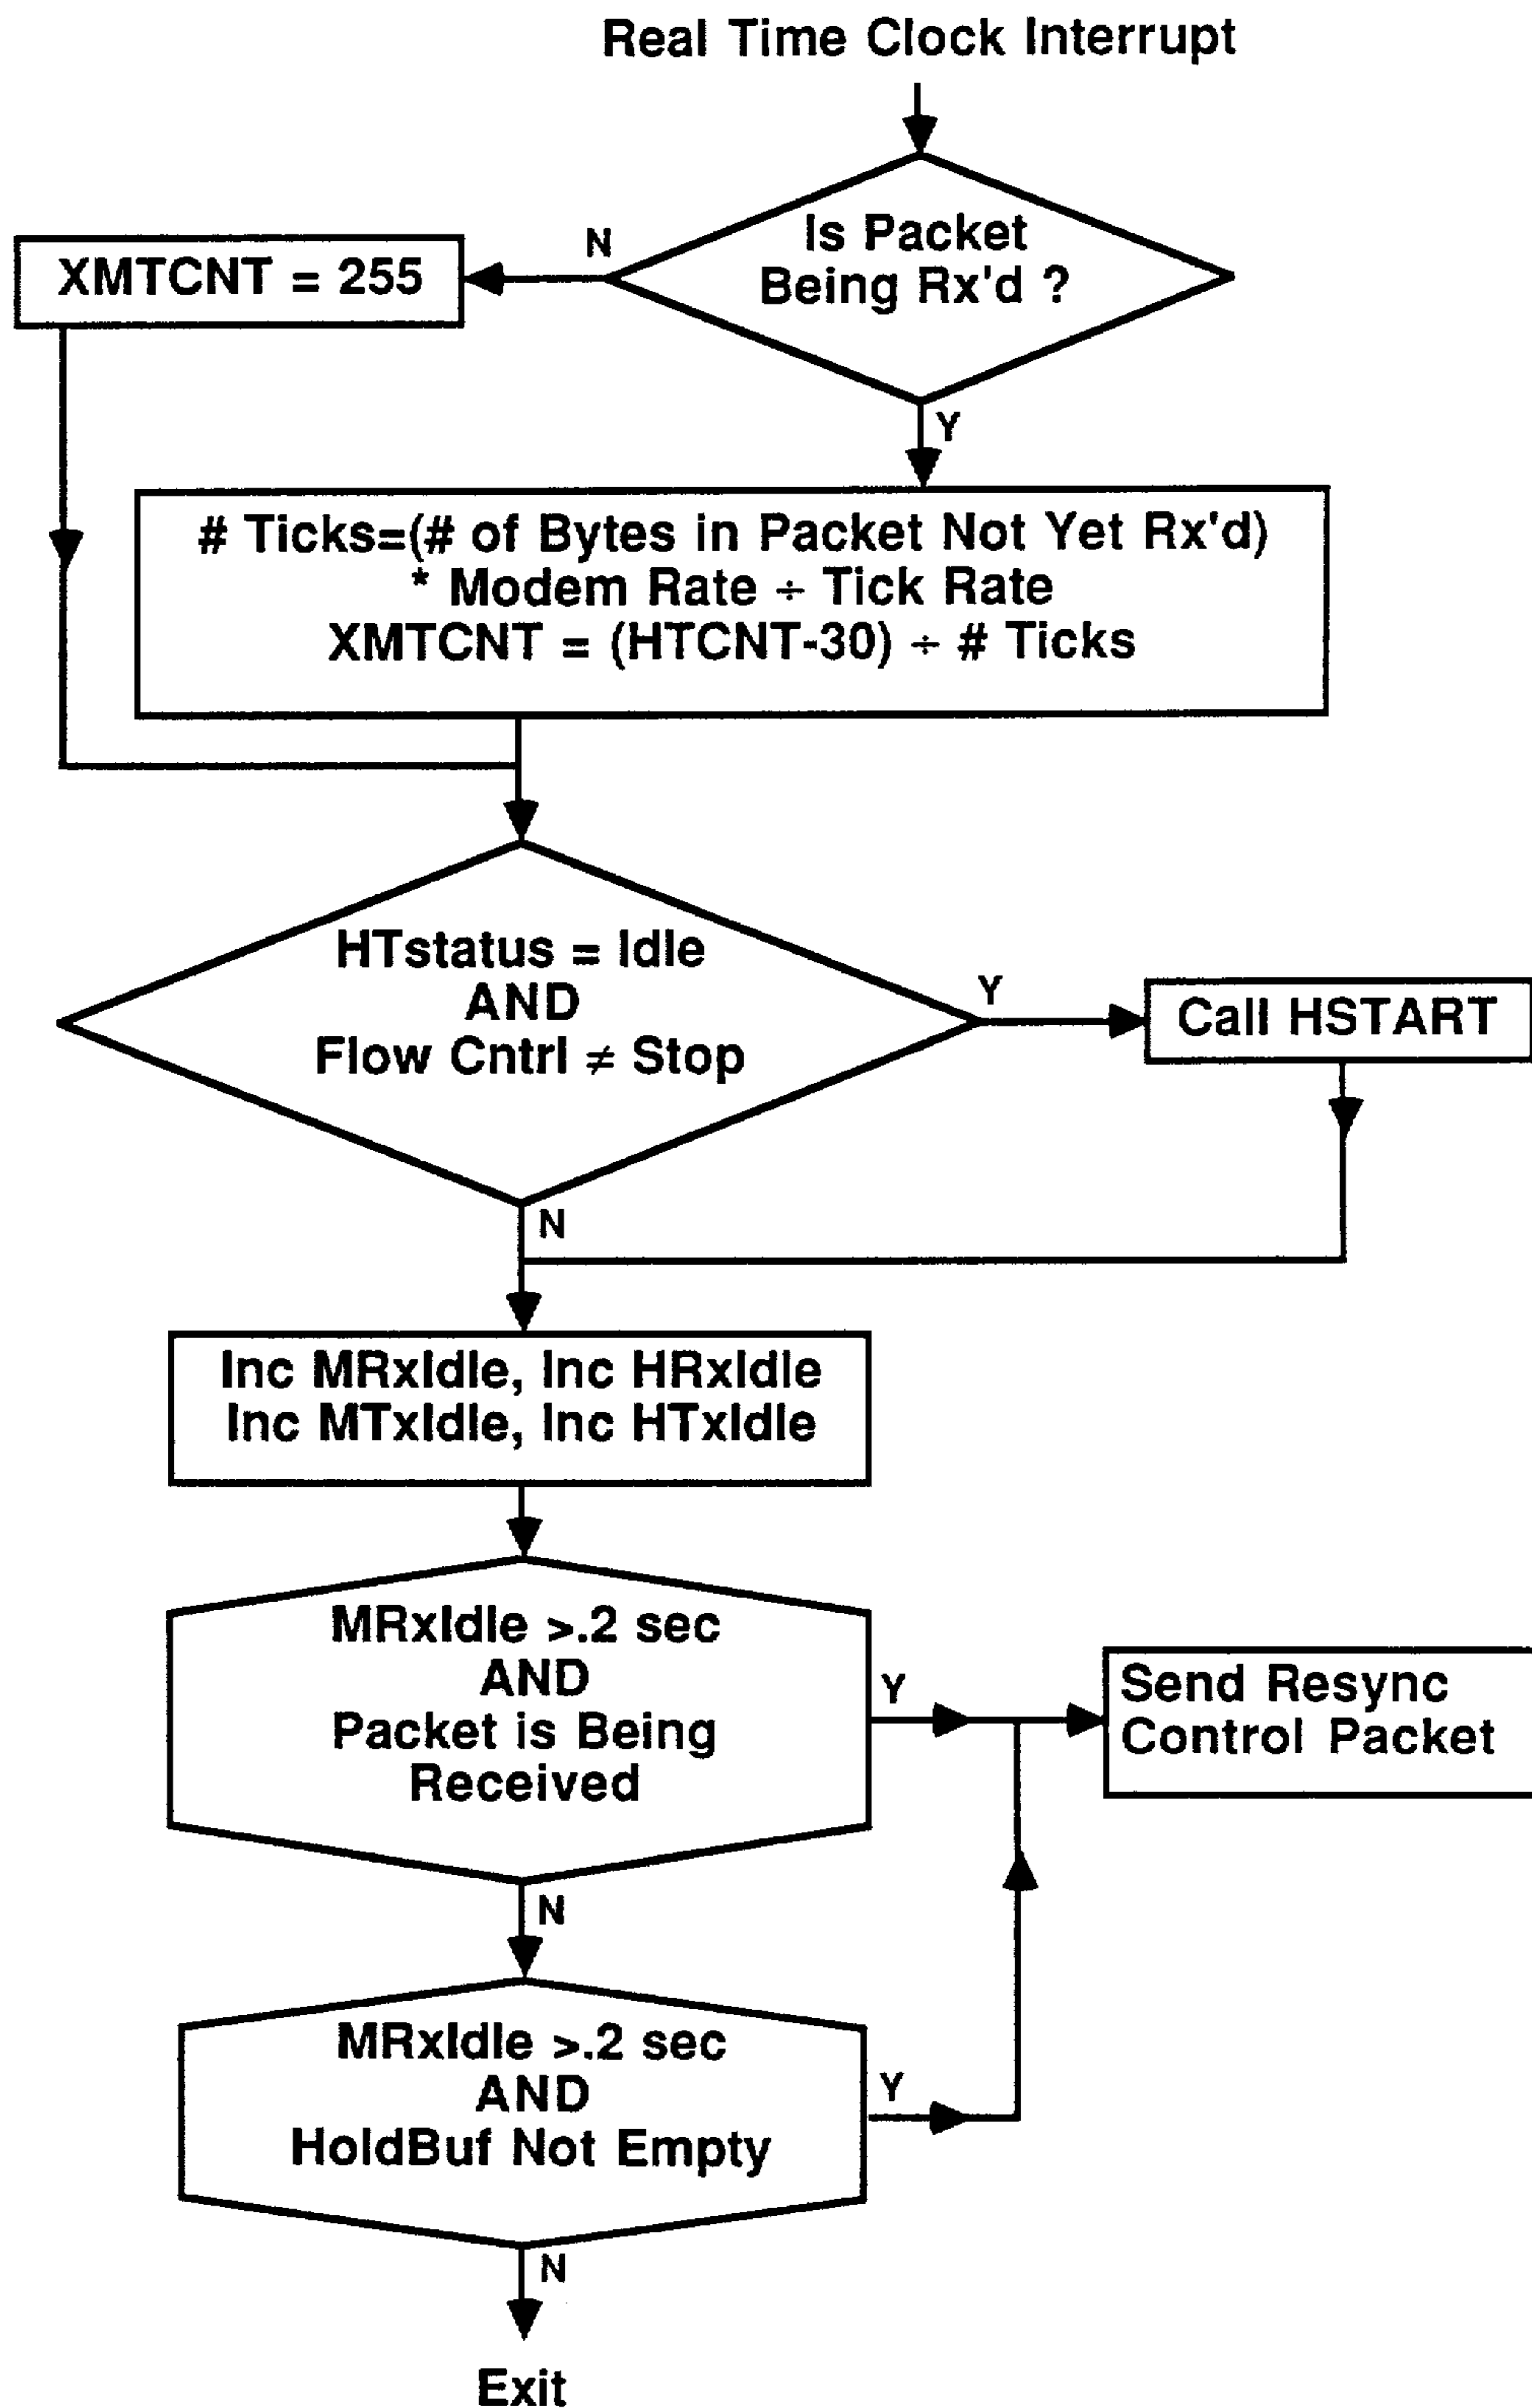 Real Time Clock Interrupt
Is Packet
Being Rx'd ?
N
XMTCNT = 255
Y
# Ticks=(# of Bytes in Packet Not Yet Rx'd)
* Modem Rate ÷ Tick Rate
XMTCNT = (HTCNT-30) ÷ # Ticks
HTstatus = Idle
AND
Flow Cntrl ≠ Stop
Y
Call HSTART
N
Inc MRxIdle, Inc HRxIdle
Inc MTxIdle, Inc HTxIdle
MRxIdle >.2 sec
AND
Packet is Being
Received
Y
Send Resync
Control Packet
N
MRxIdle >.2 sec
AND
HoldBuf Not Empty
Y
N
Exit